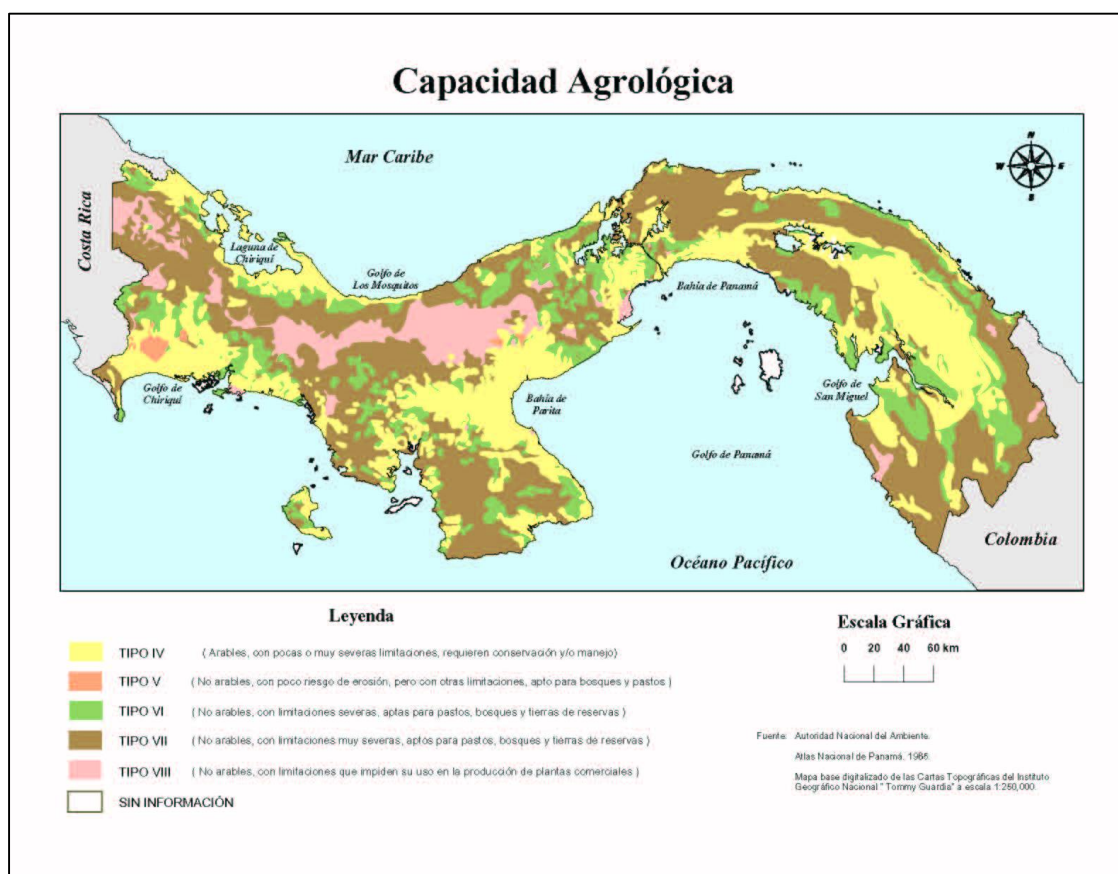 Capacidad Agrológica
Mar Caribe
N
W
E
S
Costa Rica
Laguna de
Chiriquí
Golfo de
Los Mosquitos
Bahía de Panamá
Golfo de
Chiriquí
Bahía de
Parita
Golfo de
San Miguel
Golfo de Panamá
Océano Pacífico
Colombia
Leyenda
TIPO IV ( Arables, con pocas o muy severas limitaciones, requieren conservación y/o manejo)
TIPO V ( No arables, con poco riesgo de erosión, pero con otras limitaciones, apto para bosques y pastos )
TIPO VI ( No arables, con limitaciones severas, aptas para pastos, bosques y tierras de reservas )
TIPO VII ( No arables, con limitaciones muy severas, aptos para pastos, bosques y tierras de reservas )
TIPO VIII ( No arables, con limitaciones que impiden su uso en la producción de plantas comerciales )
SIN INFORMACIÓN
Escala Gráfica
0 20 40 60 km
Fuente: Autoridad Nacional del Ambiente.
Atlas Nacional de Panamá, 1986.
Mapa base digitalizado de las Cartas Topográficas del Instituto
Geográfico Nacional " Tommy Guardia" a escala 1:250,000.